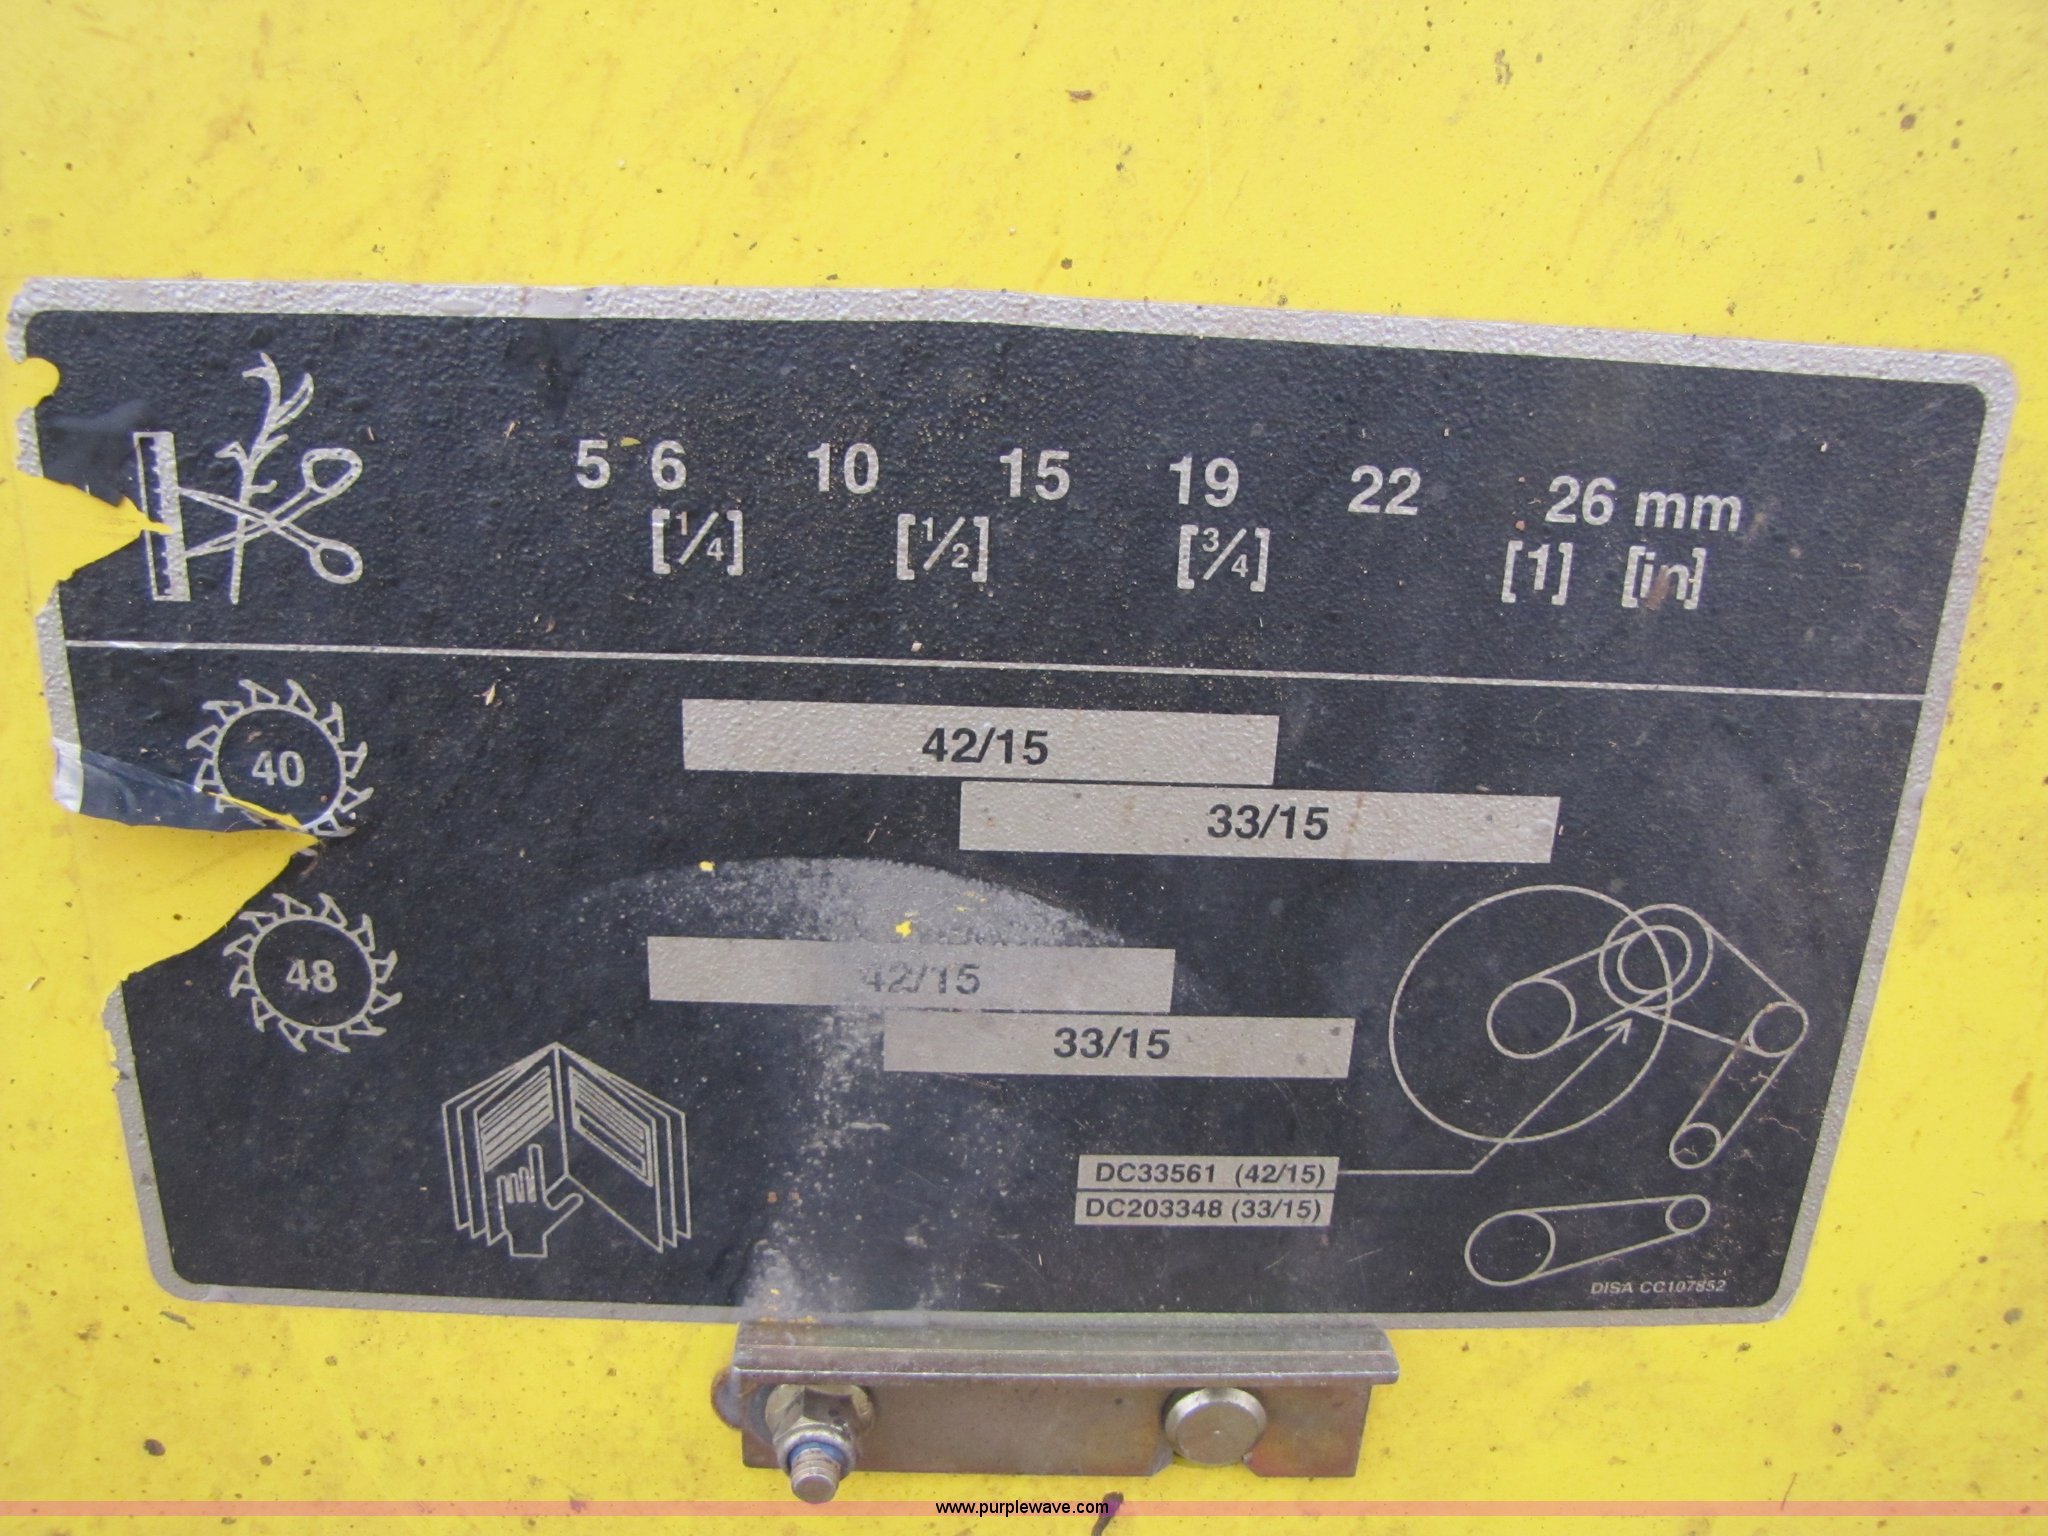 5 6 10 15 19 22 26 mm
[1/4] [1/2] [3/4] [1] [in]
40
42/15
33/15
48
42/15
33/15
DC33561 (42/15)
DC203348 (33/15)
DISA CC107852
www.purplewave.com